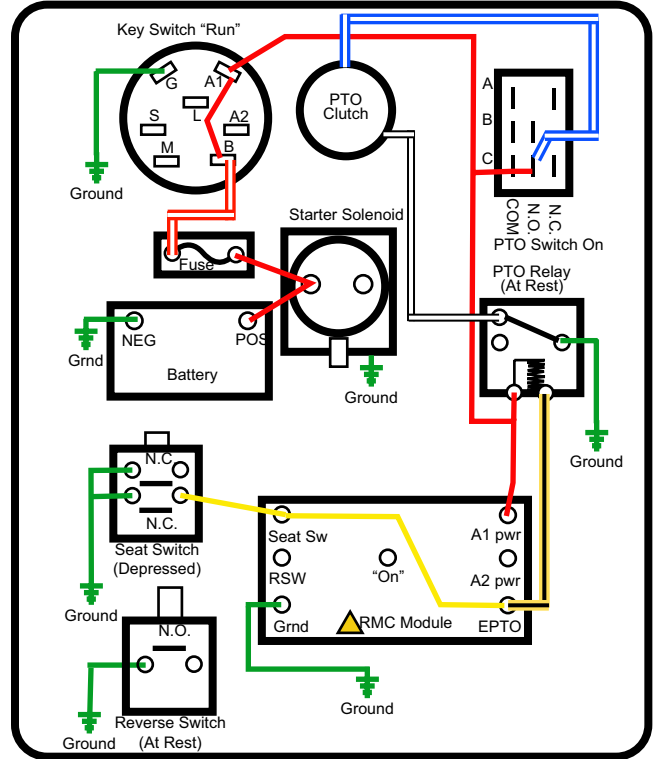 Key Switch “Run”
G
A1
L
S
A2
M
B
Ground
PTO
Clutch
A
B
C
COM
N.O.
N.C.
PTO Switch On
Starter Solenoid
Fuse
PTO Relay
(At Rest)
NEG
POS
Grnd
Battery
Ground
Ground
N.C
N.C.
Seat Switch
(Depressed)
Ground
Seat Sw
A1 pwr
RSW
“On”
A2 pwr
Grnd
RMC Module
EPTO
N.O.
Ground
Reverse Switch
(At Rest)
Ground